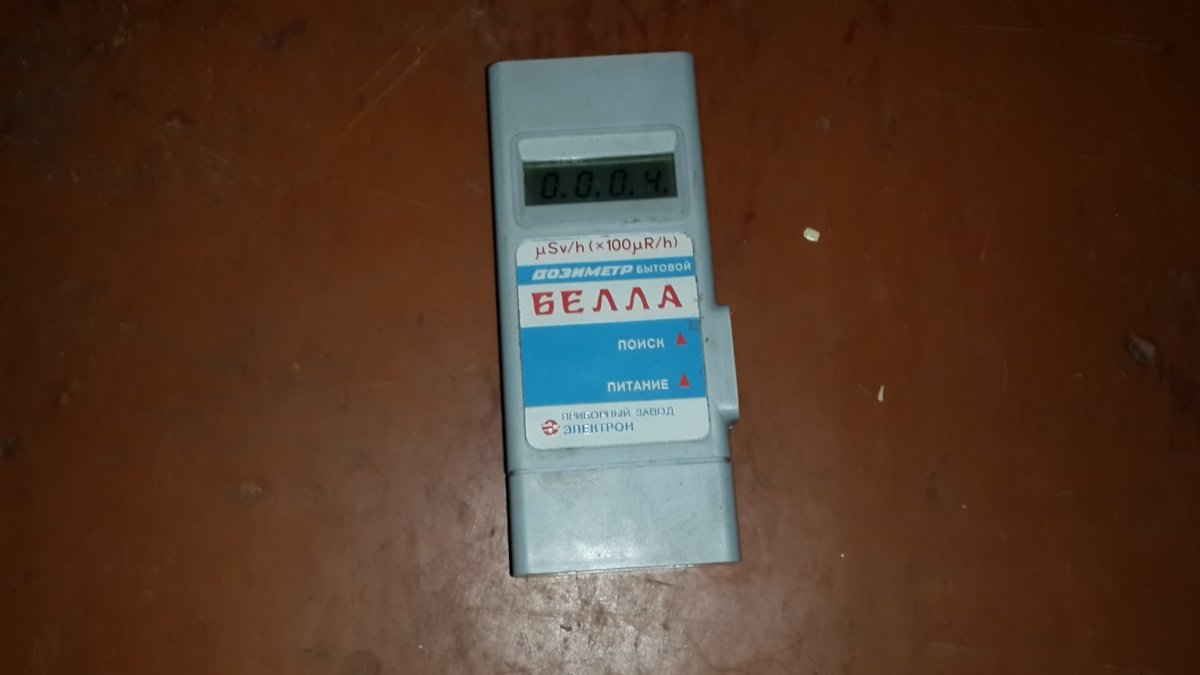 0.0.0.4.
µSv/h (×100µR/h)
ДОЗИМЕТР БЫТОВОЙ
БЕЛЛА
ПОИСК
ПИТАНИЕ
ПРИБОРНЫЙ ЗАВОД
ЭЛЕКТРОН